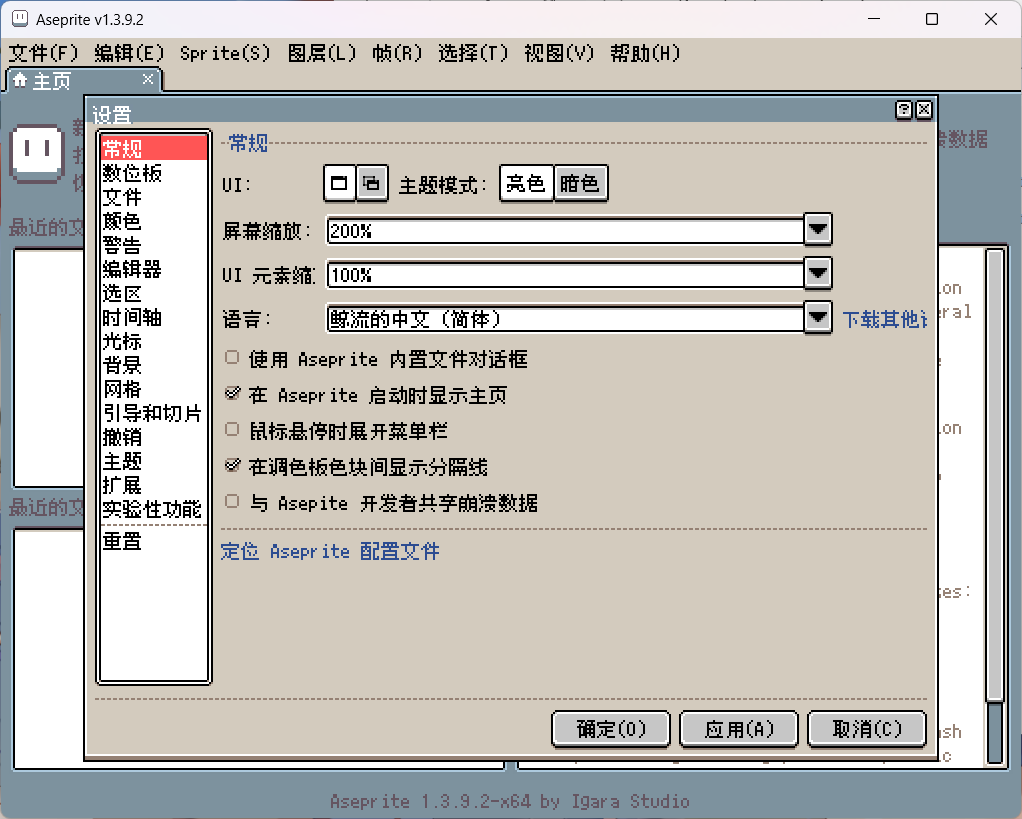 Aseprite v1.3.9.2
文件(F) 编辑(E) Sprite(S) 图层(L) 帧(R) 选择(T) 视图(V) 帮助(H)
主页
设置
常规
数位板
文件
颜色
警告
编辑器
选区
时间轴
光标
背景
网格
引导和切片
撤销
主题
扩展
实验性功能
重置
常规
UI: 主题模式: 亮色 暗色
屏幕缩放: 200%
UI 元素缩 100%
语言: 鲸流的中文 (简体) 下载其他
使用 Aseprite 内置文件对话框
在 Aseprite 启动时显示主页
鼠标悬停时展开菜单栏
在调色板色块间显示分隔线
与 Asepite 开发者共享崩溃数据
定位 Aseprite 配置文件
确定(O) 应用(A) 取消(C)
数据
最近的文
最近的文
Aseprite 1.3.9.2-x64 by Igara Studio